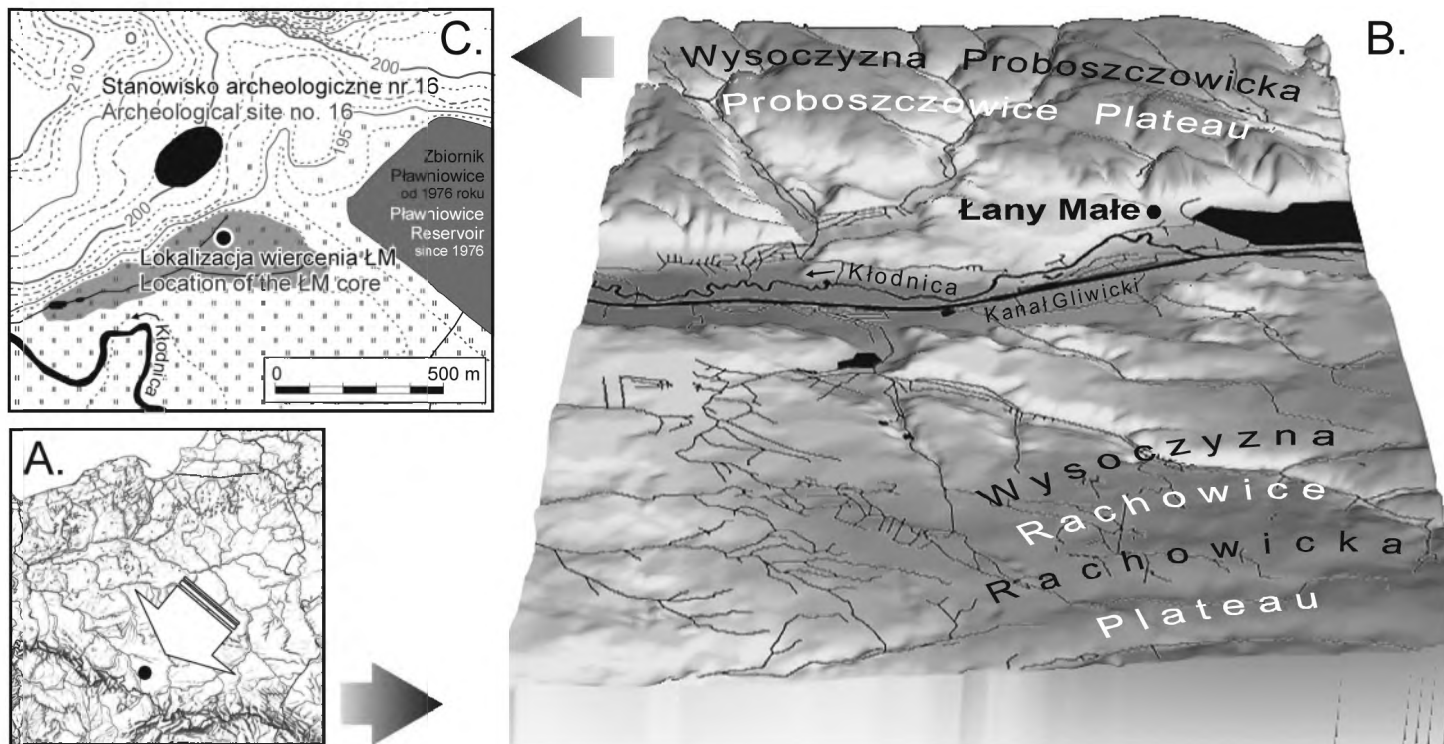 C.
210
200
Stanowisko archeologiczne nr 16
Archeological site no. 16
195
Zbiornik
Pławniowice
od 1976 roku
Pławniowice
Reservoir
since 1976
200
Lokalizacja wiercenia ŁM
Location of the ŁM core
Kłodnica
0 500 m
A.
B.
Wysoczyzna Proboszczowicka
Proboszczowice Plateau
Łany Małe
Kłodnica
Kanał Gliwicki
Wysoczyzna
Rachowice
Rachowicka
Plateau